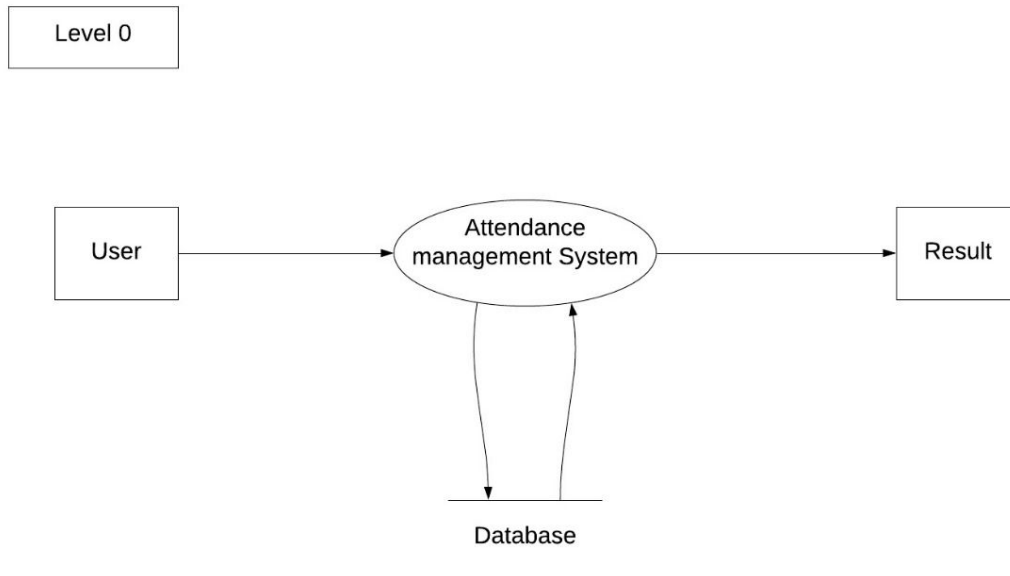 Level 0
User
Attendance
management System
Result
Database